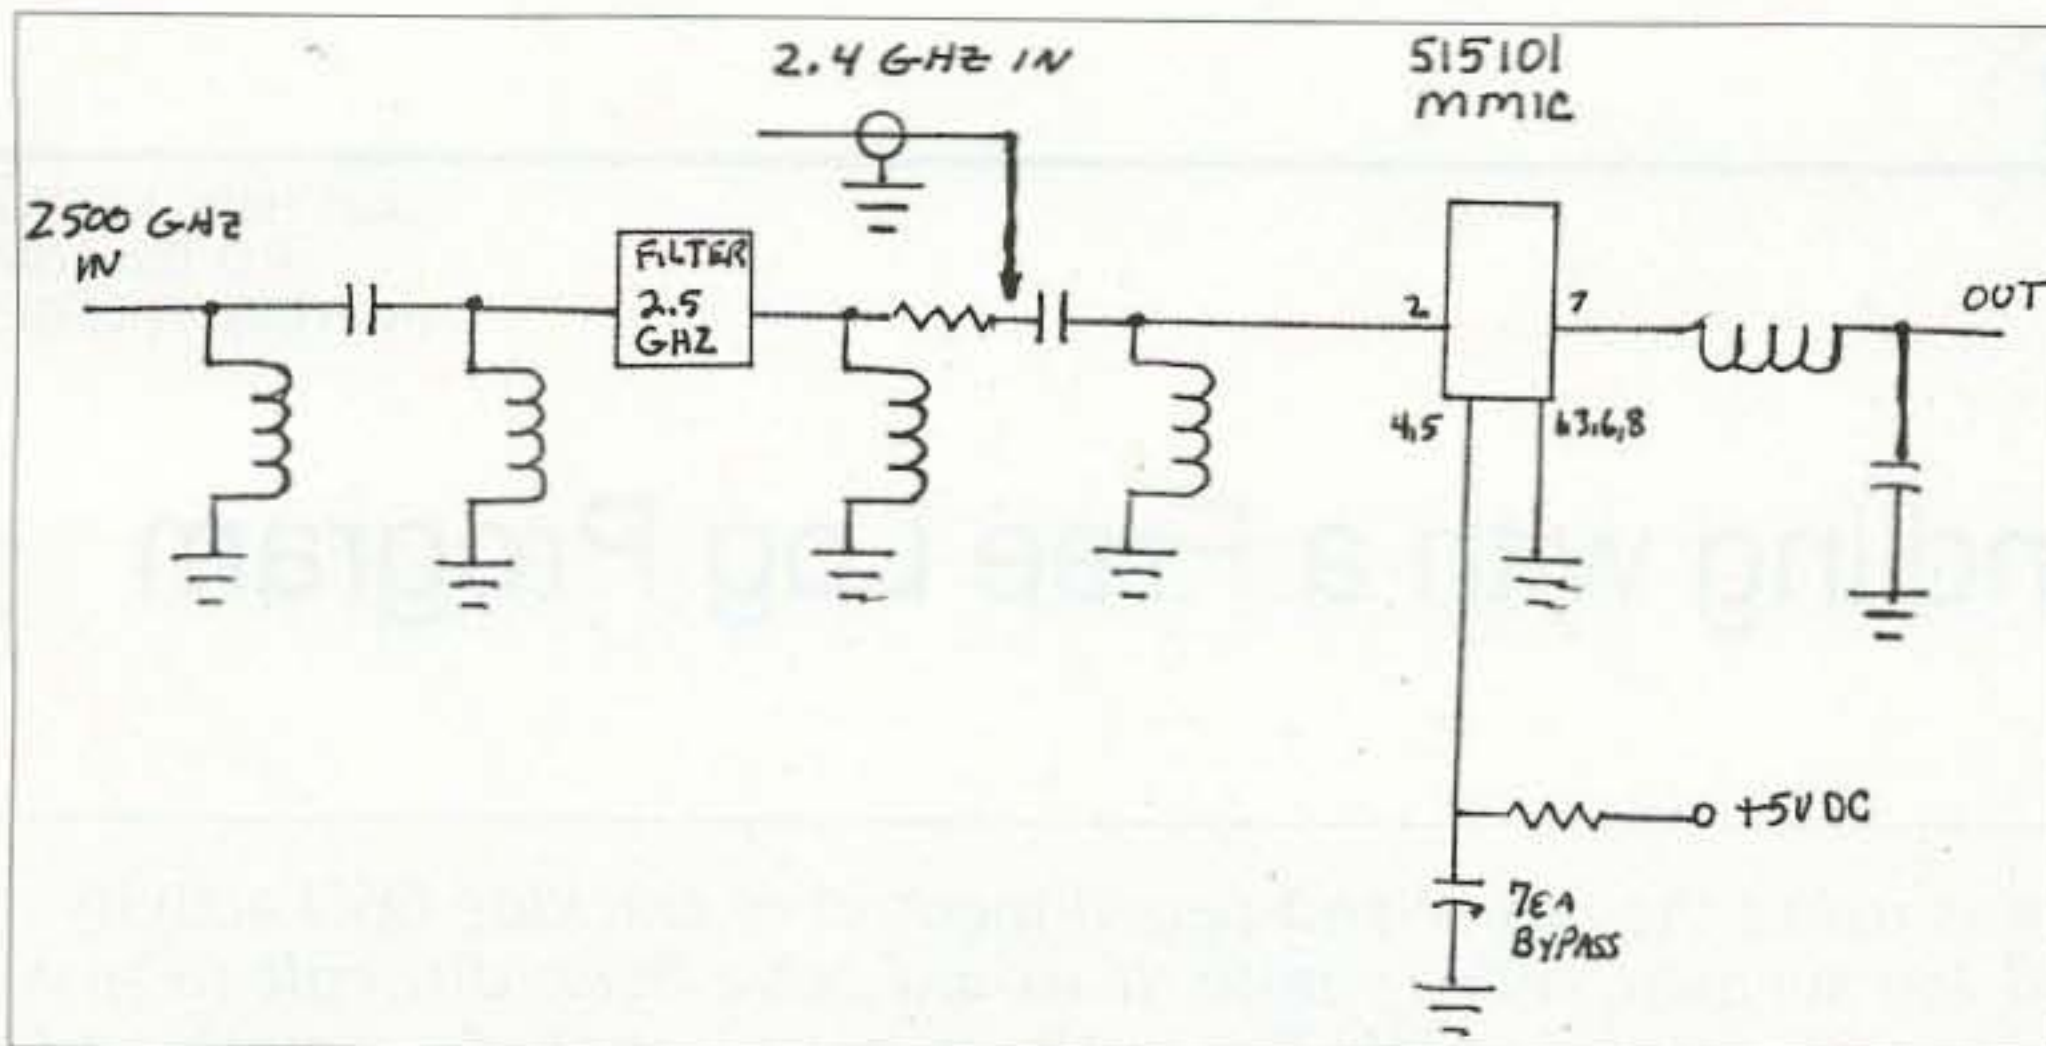 2.4 GHZ IN
515101
MMIC
2500 GHZ
IN
FILTER
2.5
GHZ
2
7
OUT
4,5
1,3,6,8
+5V DC
7EA
BYPASS